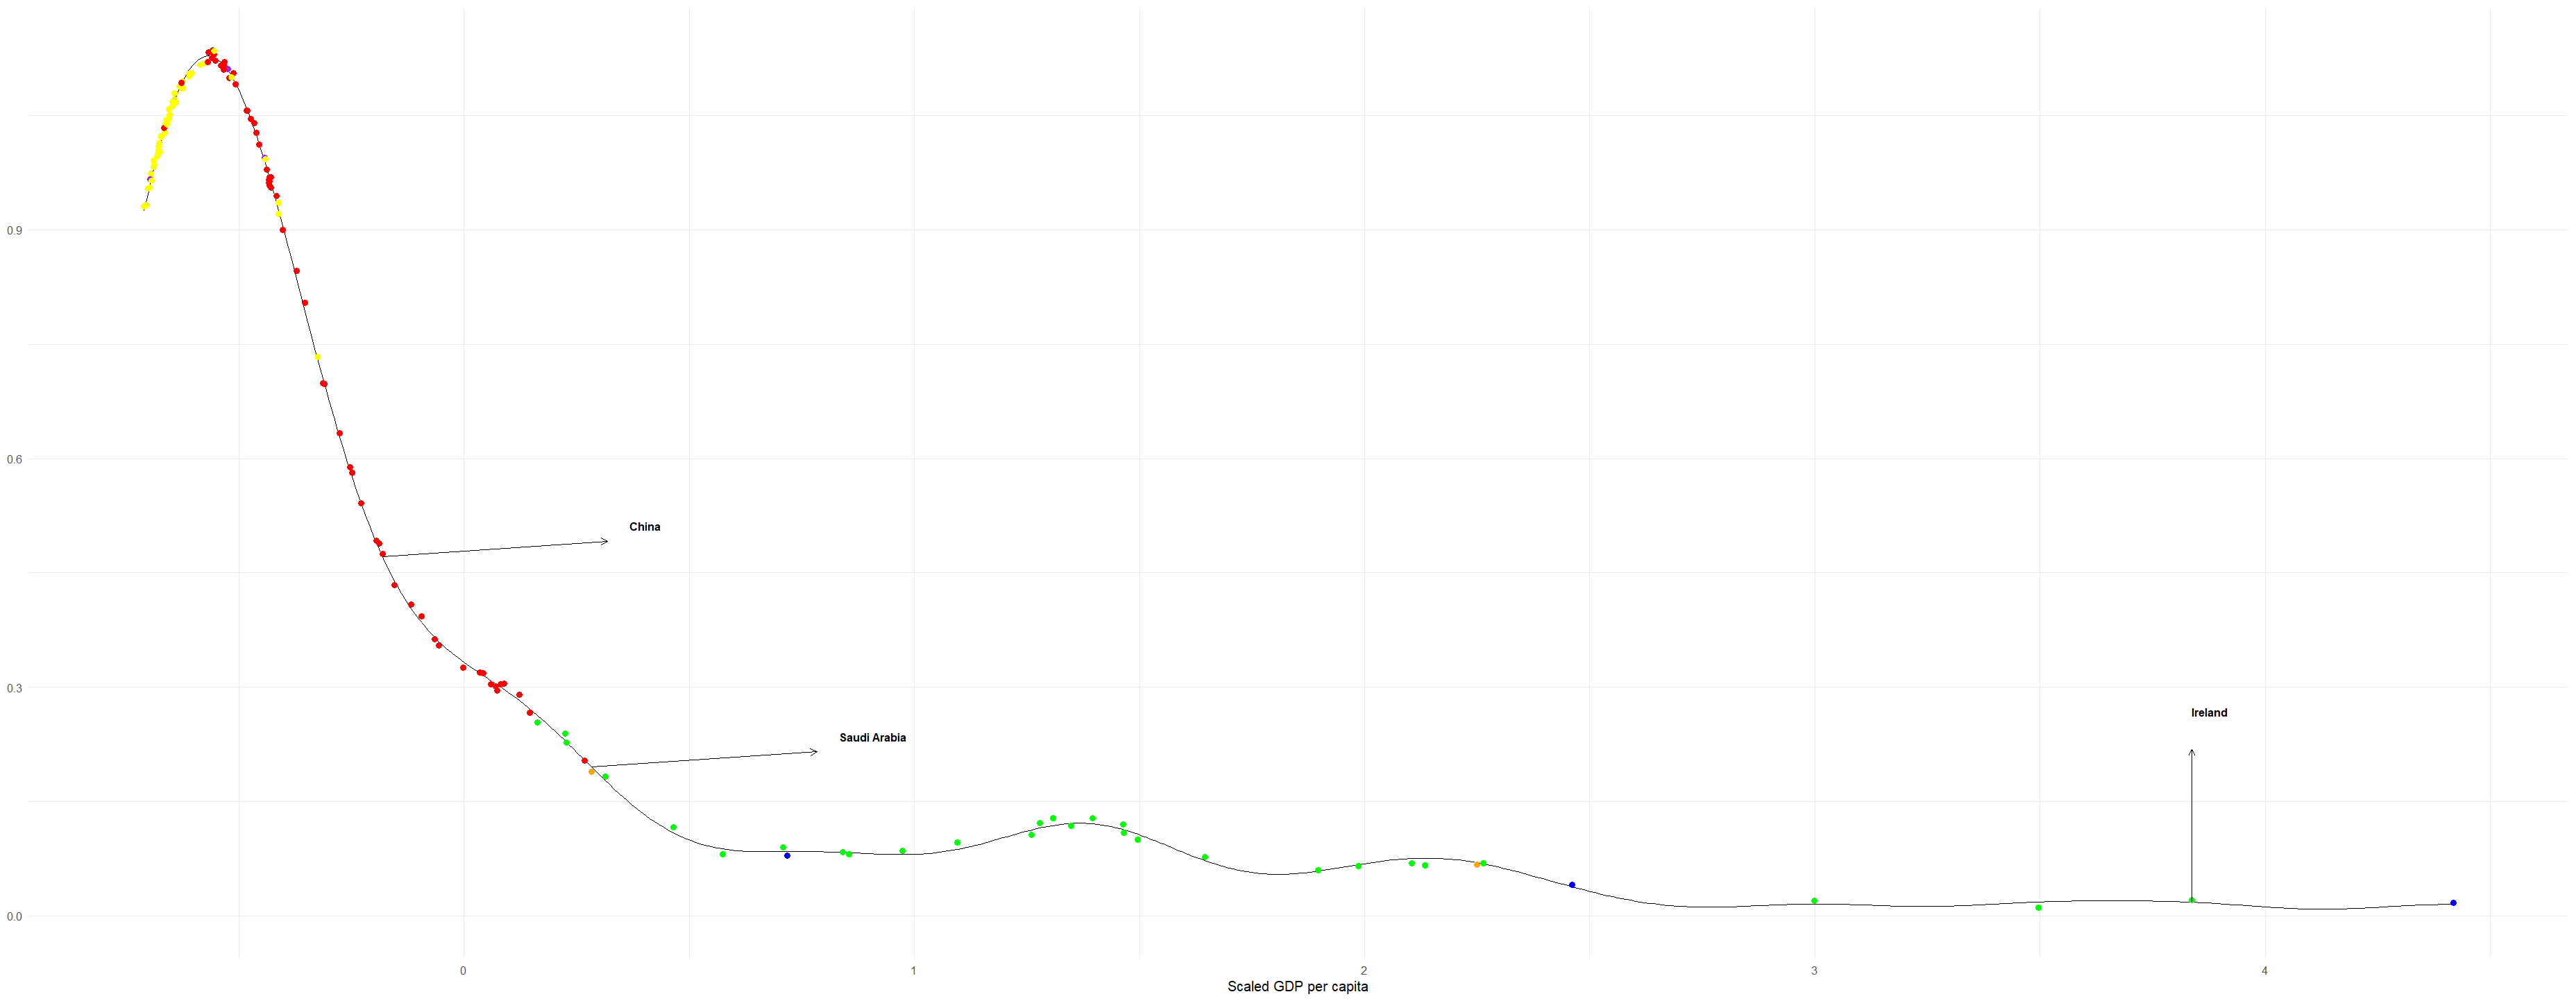 0.9
0.6
China
Ireland
0.3
Saudi Arabia
0.0
0 1 2 3 4
Scaled GDP per capita